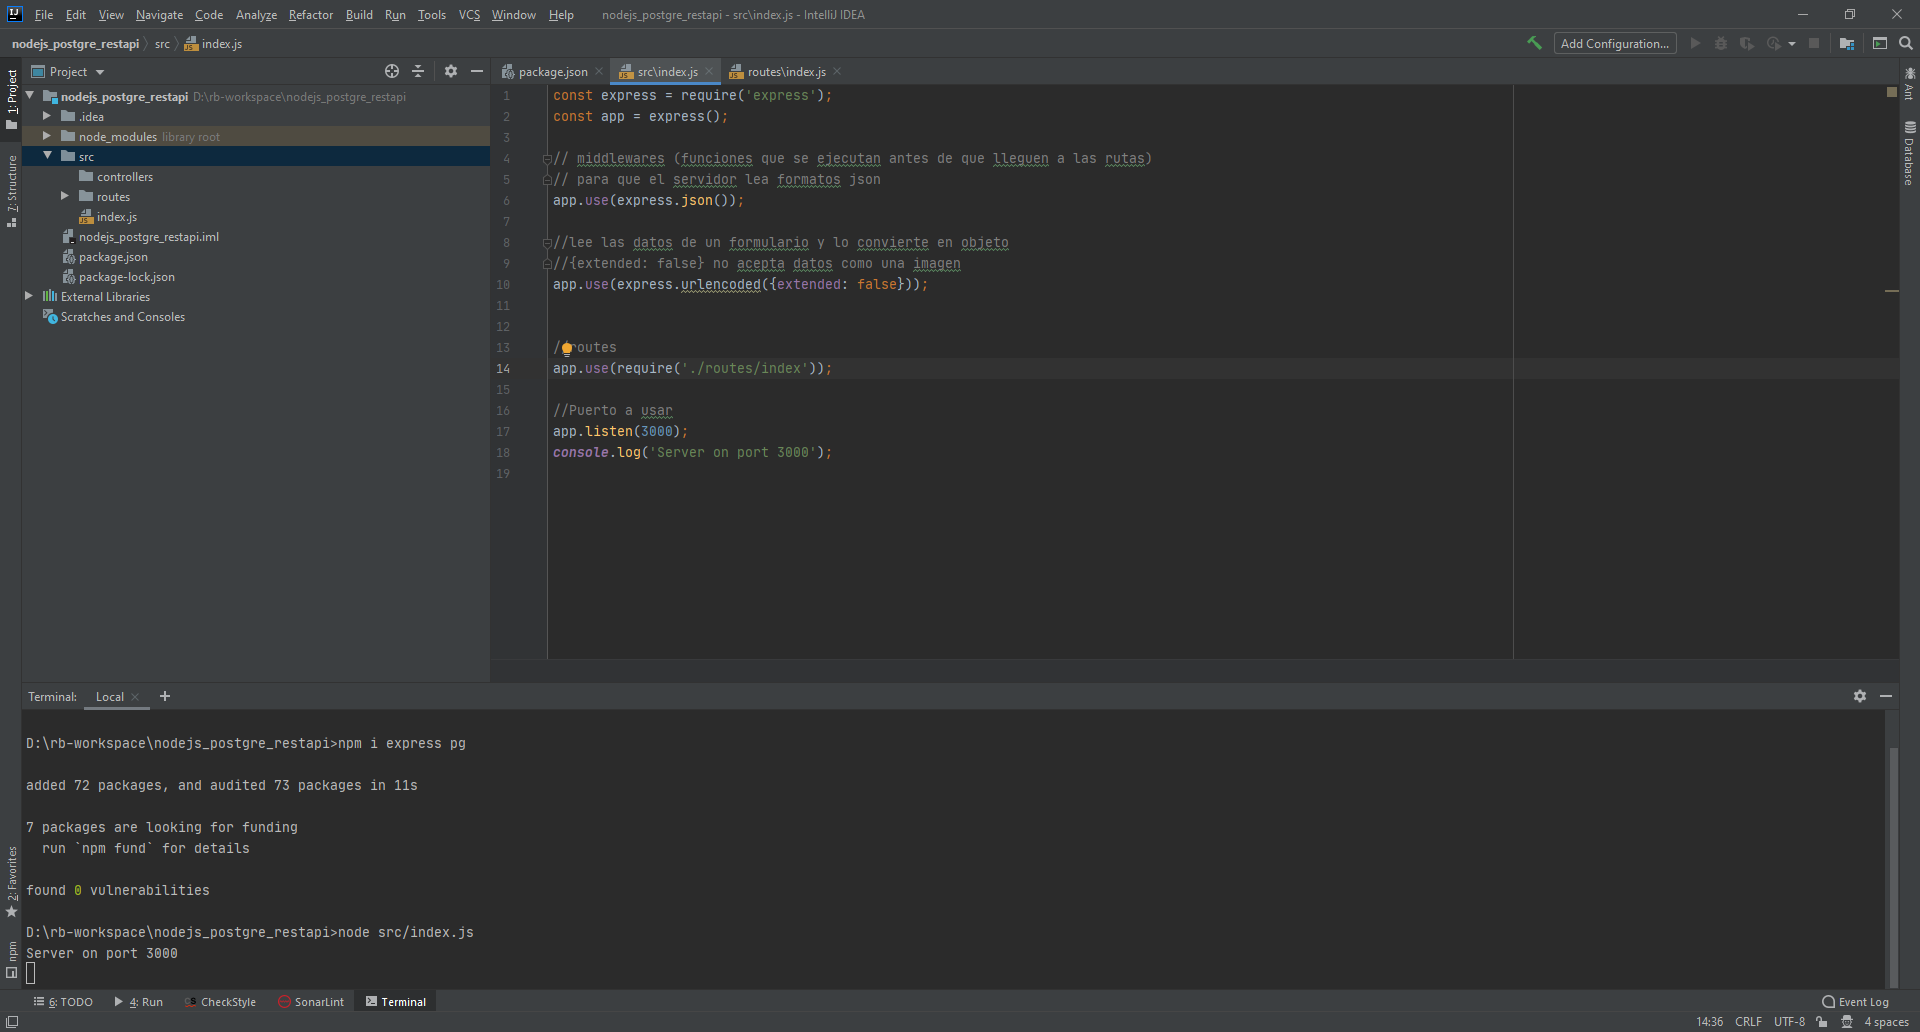 File Edit View Navigate Code Analyze Refactor Build Run Tools VCS Window Help nodejs_postgre_restapi - src\index.js - IntelliJ IDEA
nodejs_postgre_restapi src index.js Add Configuration...
Project package.json src\index.js routes\index.js
1: Project
7: Structure
2: Favorites
npm
nodejs_postgre_restapi D:\rb-workspace\nodejs_postgre_restapi
.idea
node_modules library root
src
controllers
routes
index.js
nodejs_postgre_restapi.iml
package.json
package-lock.json
External Libraries
Scratches and Consoles
1 const express = require('express');
2 const app = express();
3
4 // middlewares (funciones que se ejecutan antes de que lleguen a las rutas)
5 // para que el servidor lea formatos json
6 app.use(express.json());
7
8 //lee las datos de un formulario y lo convierte en objeto
9 //{extended: false} no acepta datos como una imagen
10 app.use(express.urlencoded({extended: false}));
11
12
13 //routes
14 app.use(require('./routes/index'));
15
16 //Puerto a usar
17 app.listen(3000);
18 console.log('Server on port 3000');
19
Ant
Database
Terminal: Local
D:\rb-workspace\nodejs_postgre_restapi>npm i express pg
added 72 packages, and audited 73 packages in 11s
7 packages are looking for funding
run `npm fund` for details
found 0 vulnerabilities
D:\rb-workspace\nodejs_postgre_restapi>node src/index.js
Server on port 3000
6: TODO 4: Run CheckStyle SonarLint Terminal Event Log
14:36 CRLF UTF-8 4 spaces